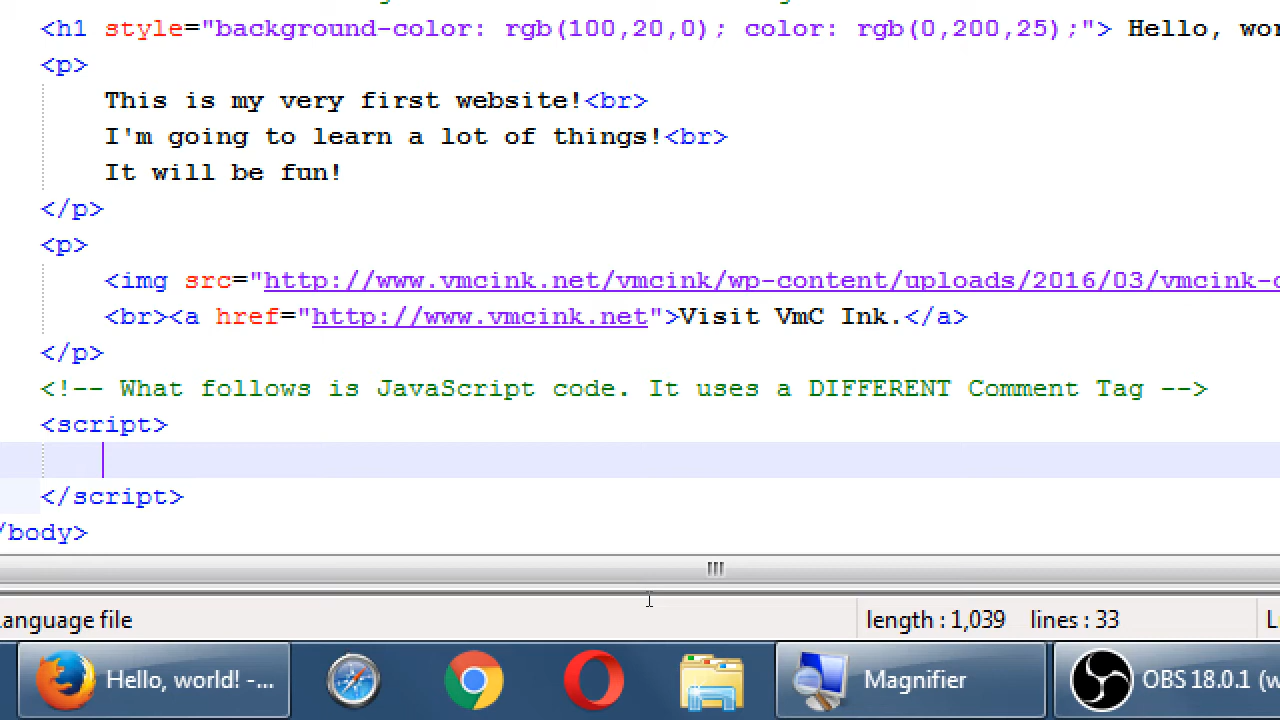 <h1 style="background-color: rgb(100,20,0); color: rgb(0,200,25);"> Hello, wor
<p>
This is my very first website!<br>
I'm going to learn a lot of things!<br>
It will be fun!
</p>
<p>
<img src="http://www.vmcink.net/vmcink/wp-content/uploads/2016/03/vmcink-c
<br><a href="http://www.vmcink.net">Visit VmC Ink.</a>
</p>
<!-- What follows is JavaScript code. It uses a DIFFERENT Comment Tag -->
<script>
</script>
/body>
anguage file length : 1,039 lines : 33 L
Hello, world! -... Magnifier OBS 18.0.1 (w